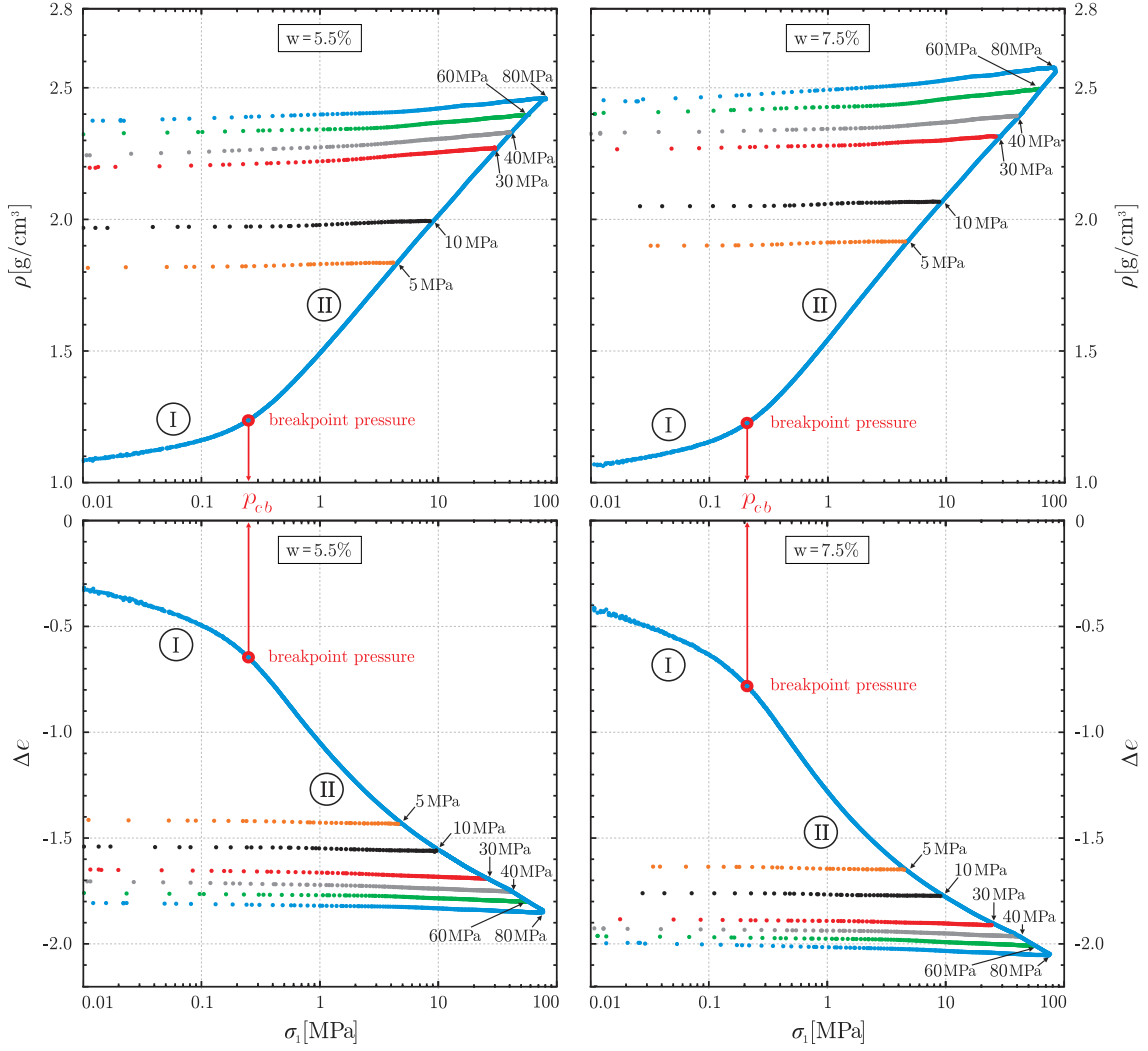 2.8
w=5.5%
60MPa
80MPa
2.5
40MPa
30MPa
2.0
10MPa
5MPa
ρ[g/cm³]
II
1.5
I
breakpoint pressure
1.0
0.01
0.1
p_cb
1
10
100
w=7.5%
2.8
60MPa
80MPa
2.5
40MPa
30MPa
2.0
10MPa
5MPa
ρ[g/cm³]
II
1.5
I
breakpoint pressure
1.0
0.01
0.1
p_cb
1
10
100
0
w=5.5%
-0.5
I
breakpoint pressure
-1.0
Δe
II
5MPa
-1.5
10MPa
30MPa
40MPa
60MPa
80MPa
-2.0
0.01
0.1
1
10
100
σ₁[MPa]
w=7.5%
0
-0.5
I
breakpoint pressure
-1.0
Δe
II
-1.5
5MPa
10MPa
30MPa
40MPa
60MPa
80MPa
-2.0
0.01
0.1
1
10
100
σ₁[MPa]